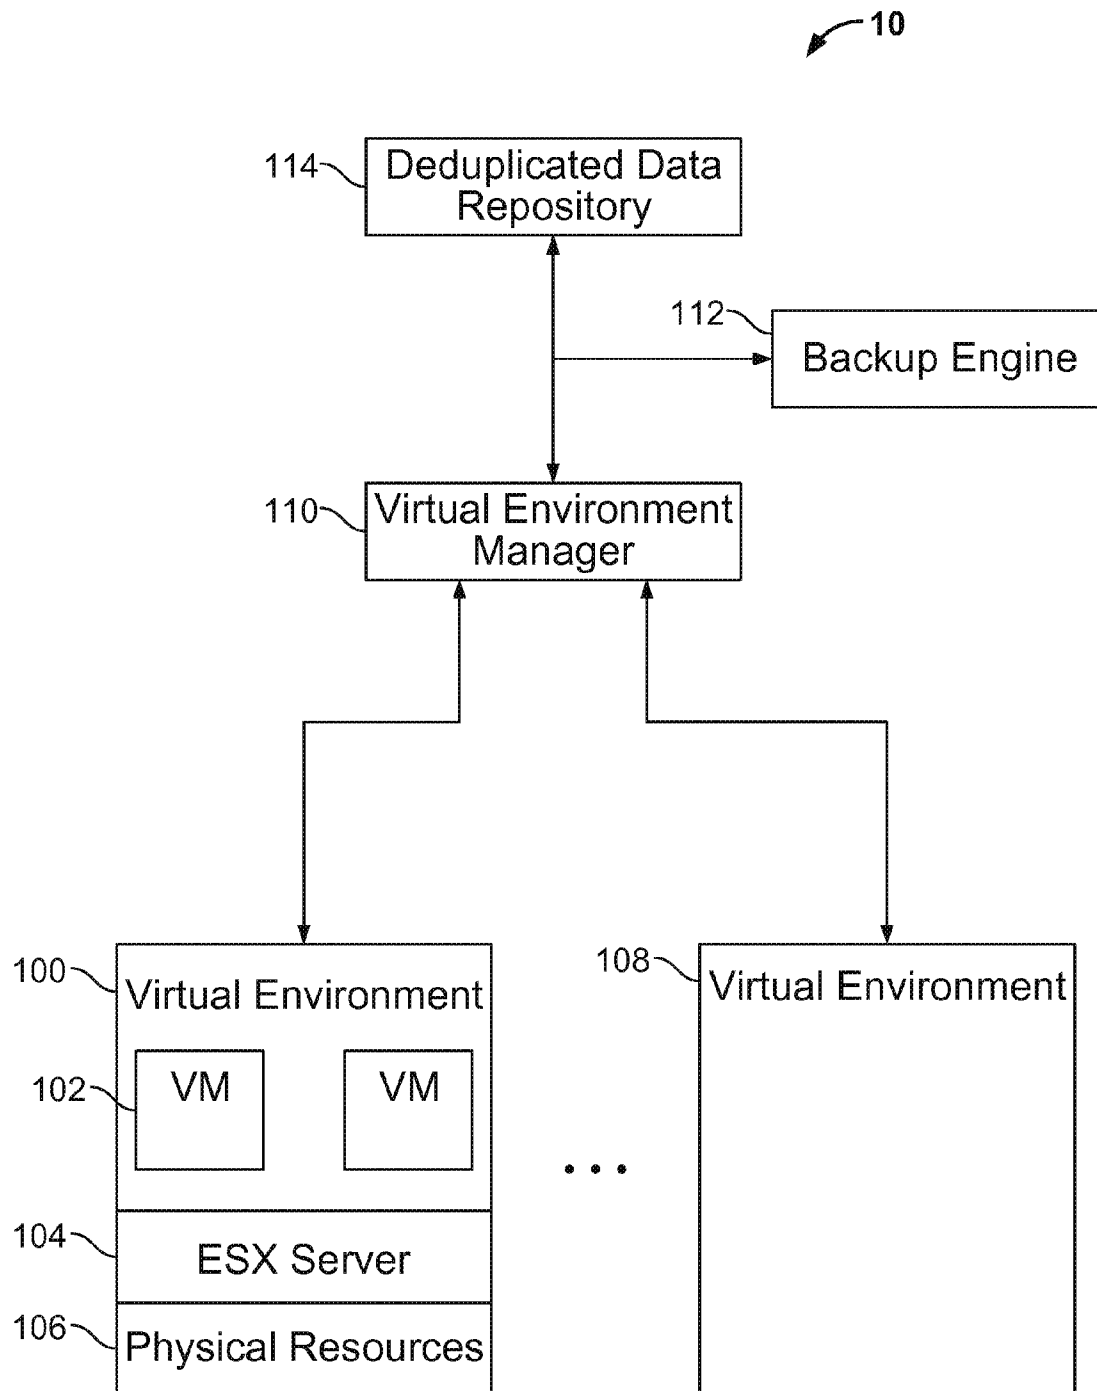 10
114
Deduplicated Data
Repository
112
Backup Engine
110
Virtual Environment
Manager
100
Virtual Environment
108
Virtual Environment
102
VM
VM
104
ESX Server
106
Physical Resources